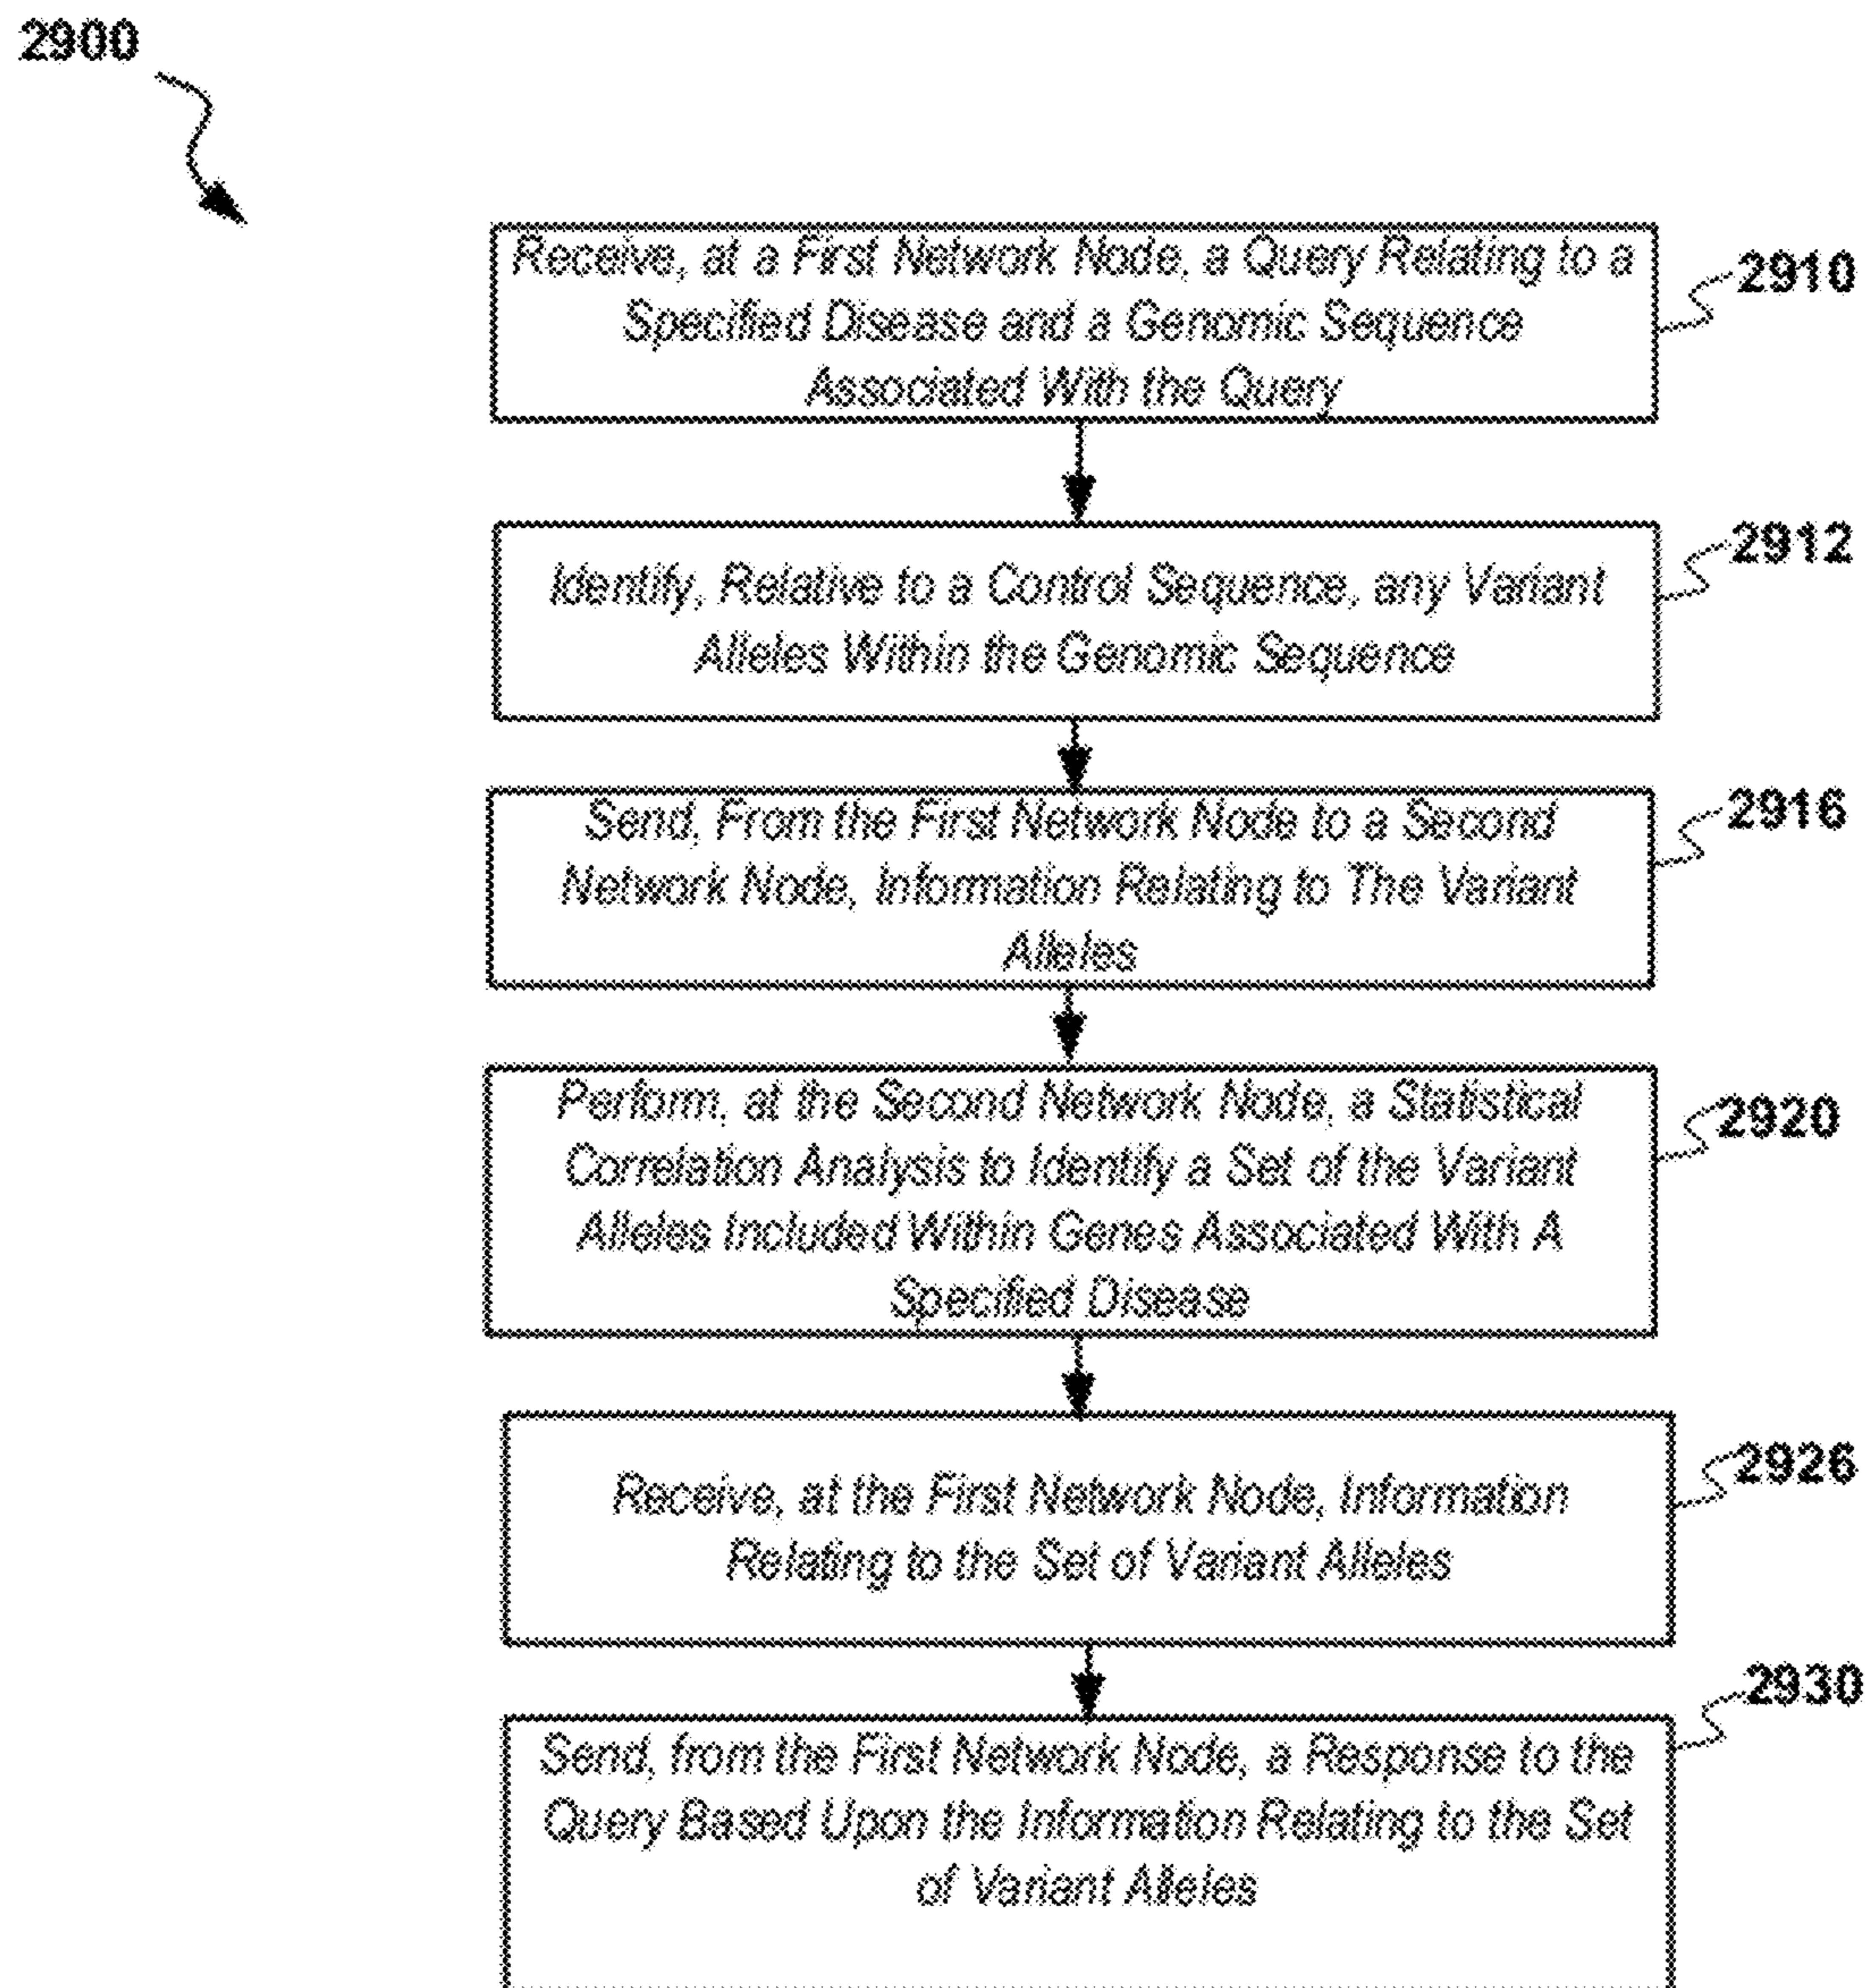 2900
Receive, at a First Network Node, a Query Relating to a
Specified Disease and a Genomic Sequence
Associated With the Query
2910
Identify, Relative to a Control Sequence, any Variant
Alleles Within the Genomic Sequence
2912
Send, From the First Network Node to a Second
Network Node, Information Relating to The Variant
Alleles
2916
Perform, at the Second Network Node, a Statistical
Correlation Analysis to Identify a Set of the Variant
Alleles Included Within Genes Associated With A
Specified Disease
2920
Receive, at the First Network Node, Information
Relating to the Set of Variant Alleles
2926
Send, from the First Network Node, a Response to the
Query Based Upon the Information Relating to the Set
of Variant Alleles
2930